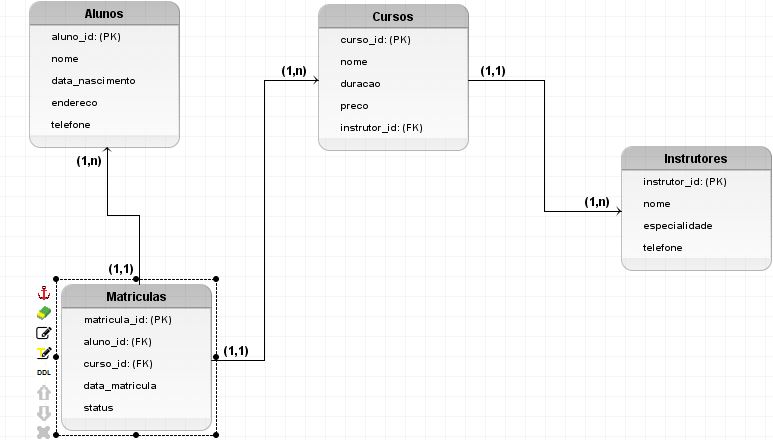 Alunos
aluno_id: (PK)
nome
data_nascimento
endereco
telefone
(1,n)
(1,1)
Matriculas
matricula_id: (PK)
aluno_id: (FK)
curso_id: (FK)
data_matricula
status
DDL
(1,1)
(1,n)
Cursos
curso_id: (PK)
nome
duracao
preco
instrutor_id: (FK)
(1,1)
(1,n)
Instrutores
instrutor_id: (PK)
nome
especialidade
telefone